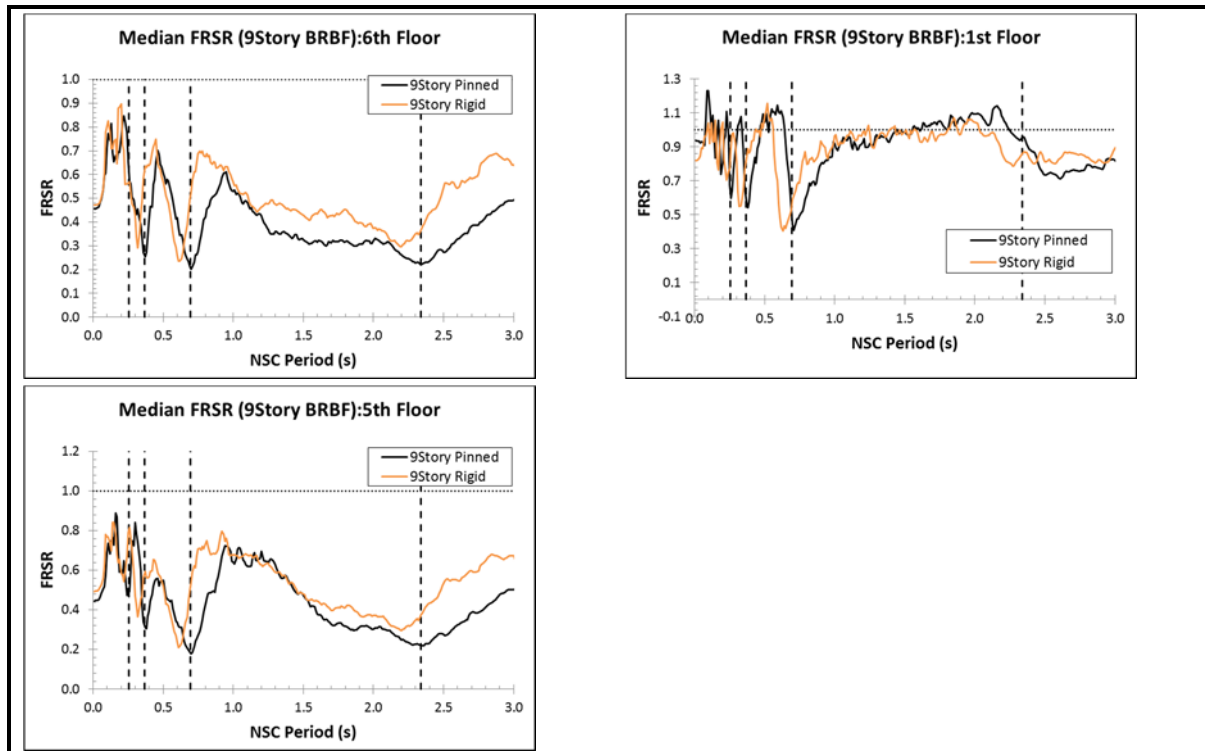 Median FRSR (9Story BRBF):6th Floor
1.0
0.9
0.8
0.7
0.6
0.5
0.4
0.3
0.2
0.1
0.0
FRSR
9Story Pinned
9Story Rigid
0.0 0.5 1.0 1.5 2.0 2.5 3.0
NSC Period (s)
Median FRSR (9Story BRBF):1st Floor
1.3
1.1
0.9
0.7
0.5
0.3
0.1
-0.1
FRSR
9Story Pinned
9Story Rigid
0.0 0.5 1.0 1.5 2.0 2.5 3.0
NSC Period (s)
Median FRSR (9Story BRBF):5th Floor
1.2
1.0
0.8
0.6
0.4
0.2
0.0
FRSR
9Story Pinned
9Story Rigid
0.0 0.5 1.0 1.5 2.0 2.5 3.0
NSC Period (s)